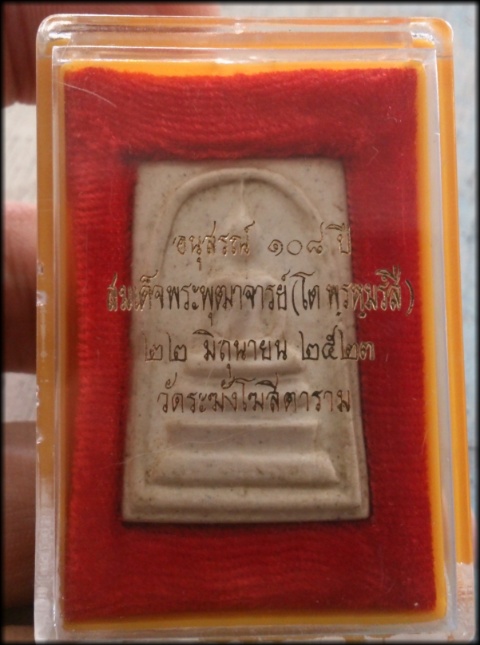 อนุสรณ์ ๑๐๘ ปี
สมเด็จพระพุฒาจารย์ (โต พฺรหฺมรํสี)
๒๒ มิถุนายน ๒๕๒๓
วัดระฆังโฆสิตาราม